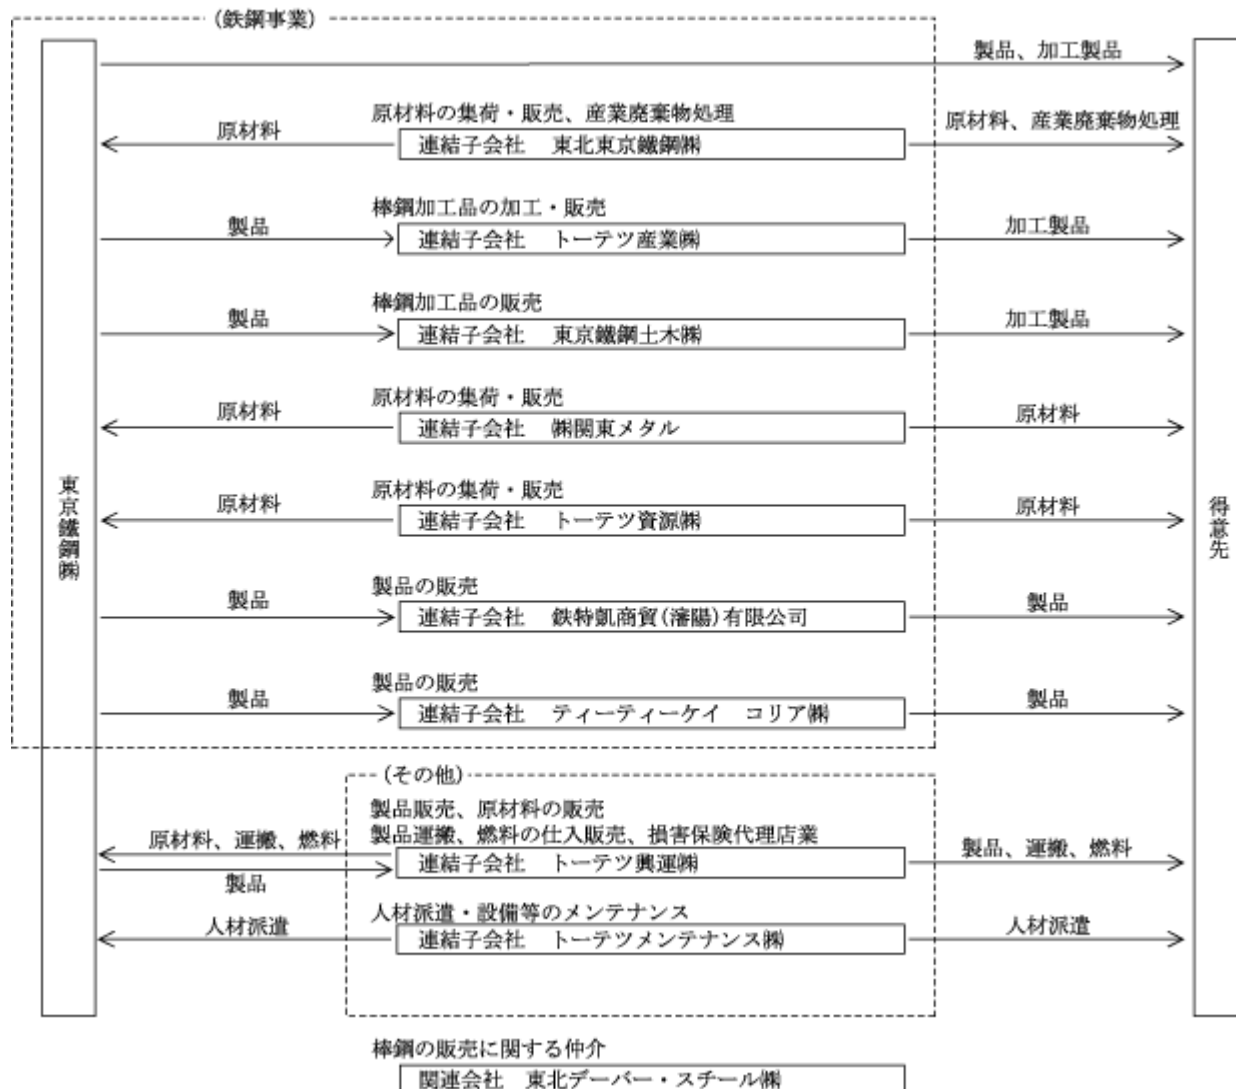 (鉄鋼事業)
製品、加工製品
原材料の集荷・販売、産業廃棄物処理
原材料
連結子会社 東北東京鐵鋼㈱
原材料、産業廃棄物処理
棒鋼加工品の加工・販売
製品
連結子会社 トーテツ産業㈱
加工製品
棒鋼加工品の販売
製品
連結子会社 東京鐵鋼土木㈱
加工製品
原材料の集荷・販売
原材料
連結子会社 ㈱関東メタル
原材料
原材料の集荷・販売
原材料
連結子会社 トーテツ資源㈱
原材料
東京鐵鋼㈱
得意先
製品の販売
製品
連結子会社 鉄特凱商貿(瀋陽)有限公司
製品
製品の販売
製品
連結子会社 ティーティーケイ コリア㈱
製品
(その他)
製品販売、原材料の販売
製品運搬、燃料の仕入販売、損害保険代理店業
原材料、運搬、燃料
連結子会社 トーテツ興運㈱
製品、運搬、燃料
製品
人材派遣・設備等のメンテナンス
人材派遣
連結子会社 トーテツメンテナンス㈱
人材派遣
棒鋼の販売に関する仲介
関連会社 東北デーバー・スチール㈱